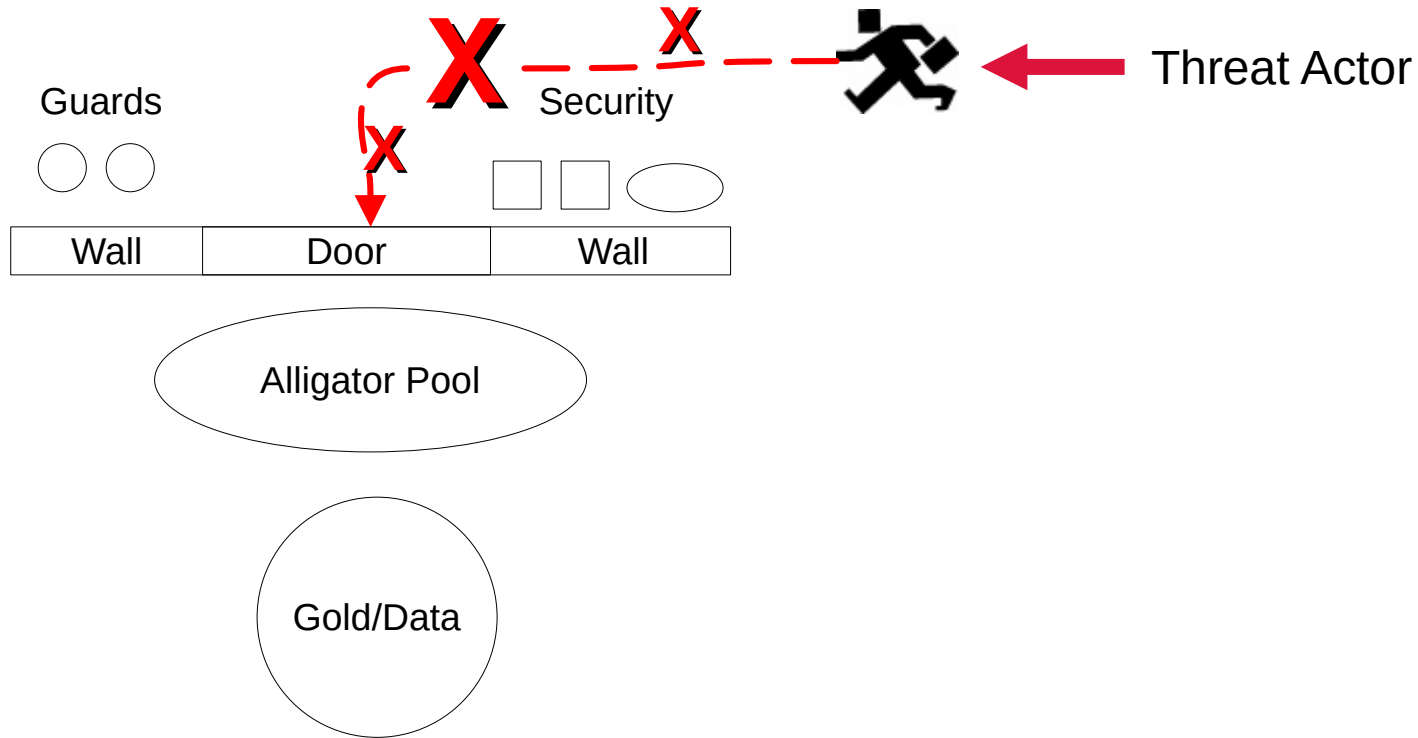 X
X
Threat Actor
Guards
Security
X
Wall
Door
Wall
Alligator Pool
Gold/Data